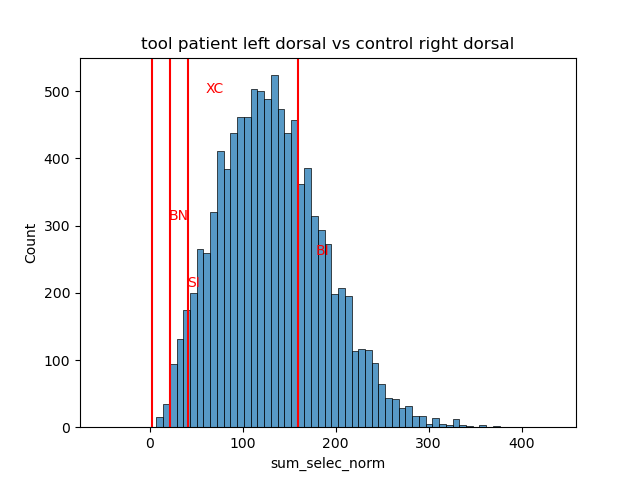 tool patient left dorsal vs control right dorsal
500
XC
400
BN
300
BI
SI
200
100
0
Count
0 100 200 300 400
sum_selec_norm